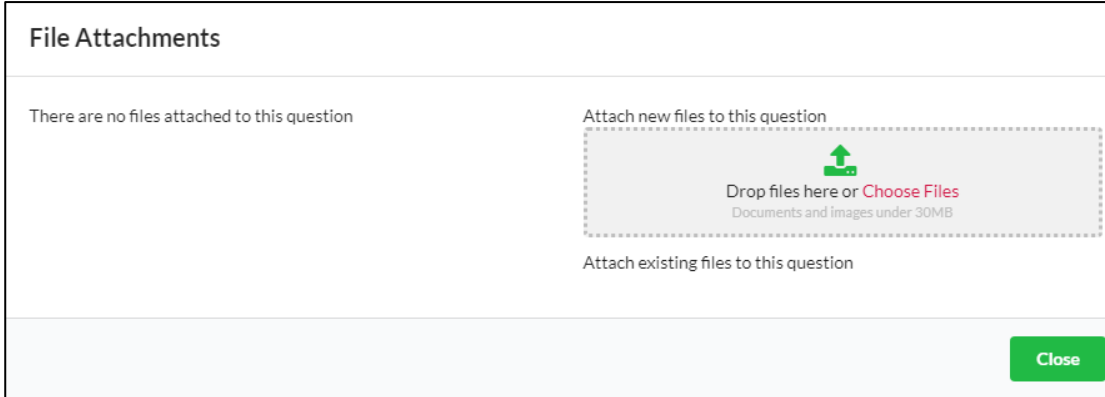 File Attachments
There are no files attached to this question
Attach new files to this question
Drop files here or Choose Files
Documents and images under 30MB
Attach existing files to this question
Close